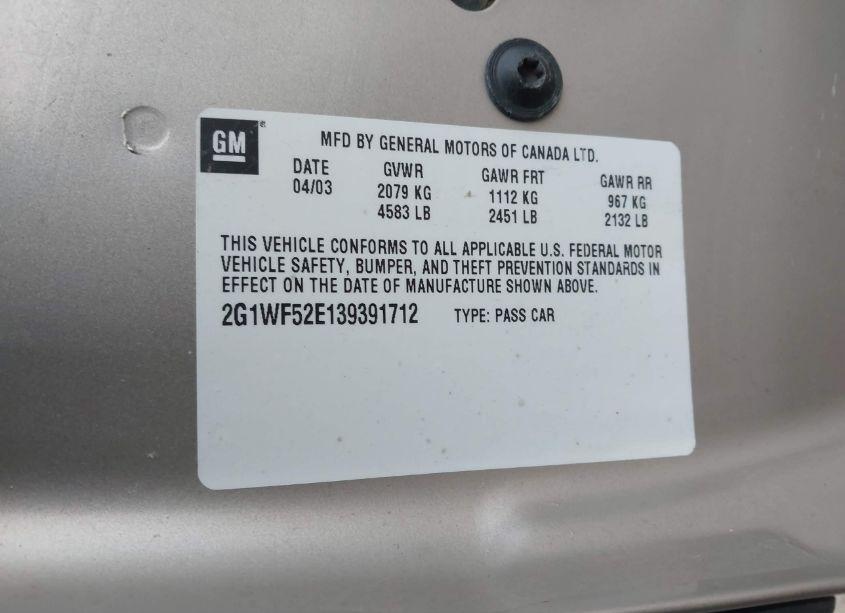 GM®
MFD BY GENERAL MOTORS OF CANADA LTD.
DATE GVWR GAWR FRT GAWR RR
04/03 2079 KG 1112 KG 967 KG
4583 LB 2451 LB 2132 LB
THIS VEHICLE CONFORMS TO ALL APPLICABLE U.S. FEDERAL MOTOR
VEHICLE SAFETY, BUMPER, AND THEFT PREVENTION STANDARDS IN
EFFECT ON THE DATE OF MANUFACTURE SHOWN ABOVE.
2G1WF52E139391712 TYPE: PASS CAR